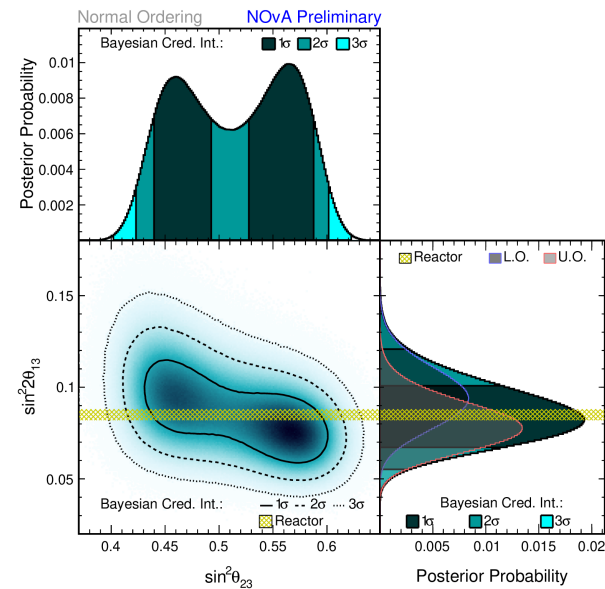 Normal Ordering NOvA Preliminary
Bayesian Cred. Int.: 1σ 2σ 3σ
Posterior Probability
0.01
0.008
0.006
0.004
0.002
Reactor L.O. U.O.
sin²2θ₁₃
0.15
0.1
0.05
Bayesian Cred. Int.: 1σ 2σ 3σ
Reactor
Bayesian Cred. Int.:
1σ 2σ 3σ
0.4 0.45 0.5 0.55 0.6
0.005 0.01 0.015 0.02
sin²θ₂₃
Posterior Probability